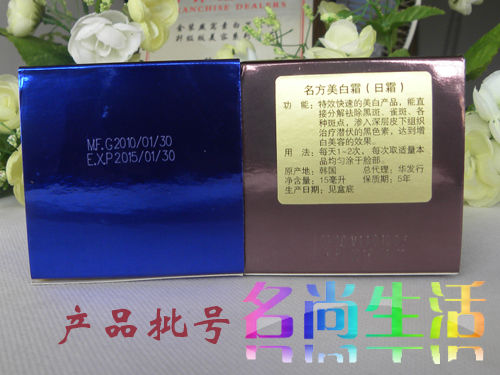 ANCHISE DEALERS
MF.G2010/01/30
E.X.P2015/01/30
名方美白霜(日霜)
功 能:特效快速的美白产品,能直
接分解祛除黑斑、雀斑、各
种斑点,渗入深层皮下组织
治疗潜伏的黑色素,达到增
白美容的效果。
用 法:每天1~2次,每次取适量本
品均匀涂于脸部。
原产地:韩国 总代理:华发行
净含量:15毫升 保质期:5年
生产日期:见盒底
产品批号
名尚生活